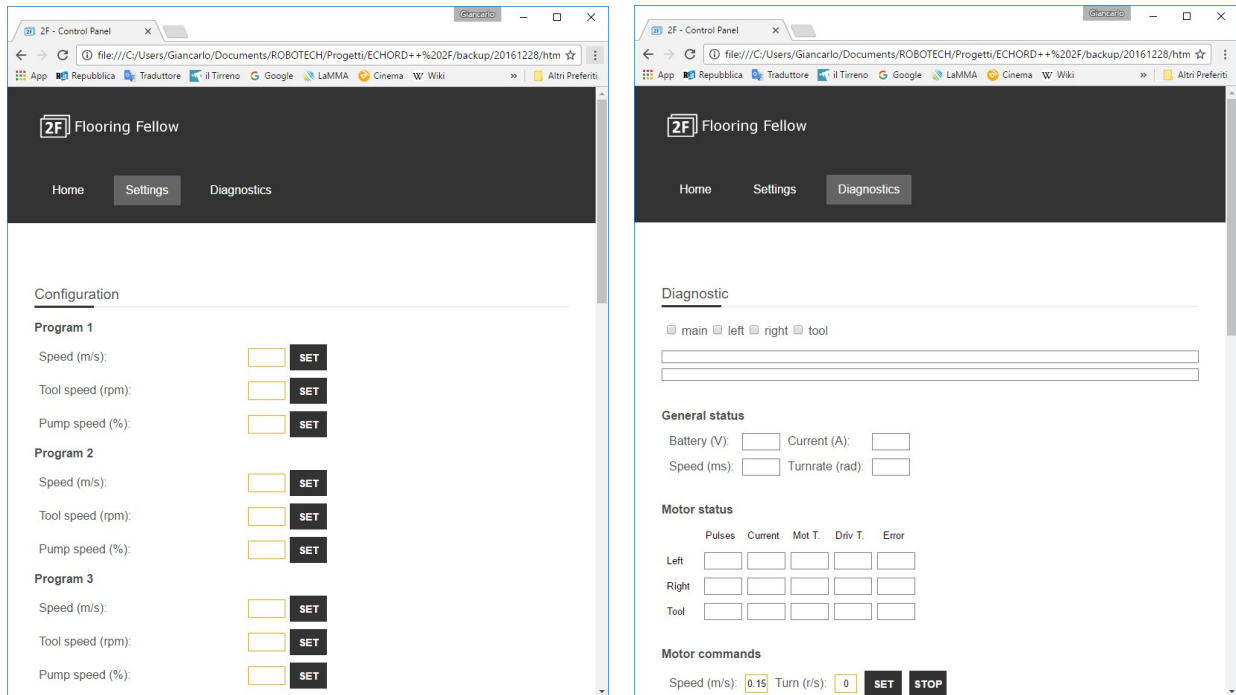 Giancarlo
2F - Control Panel
file:///C:/Users/Giancarlo/Documents/ROBOTECH/Progetti/ECHORD++%202F/backup/20161228/htm
App Repubblica Traduttore il Tirreno Google LaMMA Cinema Wiki » Altri Preferiti
2F Flooring Fellow
Home Settings Diagnostics
Configuration
Program 1
Speed (m/s): SET
Tool speed (rpm): SET
Pump speed (%): SET
Program 2
Speed (m/s): SET
Tool speed (rpm): SET
Pump speed (%): SET
Program 3
Speed (m/s): SET
Tool speed (rpm): SET
Pump speed (%): SET
Giancarlo
2F - Control Panel
file:///C:/Users/Giancarlo/Documents/ROBOTECH/Progetti/ECHORD++%202F/backup/20161228/htm
App Repubblica Traduttore il Tirreno Google LaMMA Cinema Wiki » Altri Preferiti
2F Flooring Fellow
Home Settings Diagnostics
Diagnostic
main left right tool
General status
Battery (V): Current (A):
Speed (ms): Turnrate (rad):
Motor status
Pulses Current Mot T. Driv T. Error
Left
Right
Tool
Motor commands
Speed (m/s): 0.15 Turn (r/s): 0 SET STOP